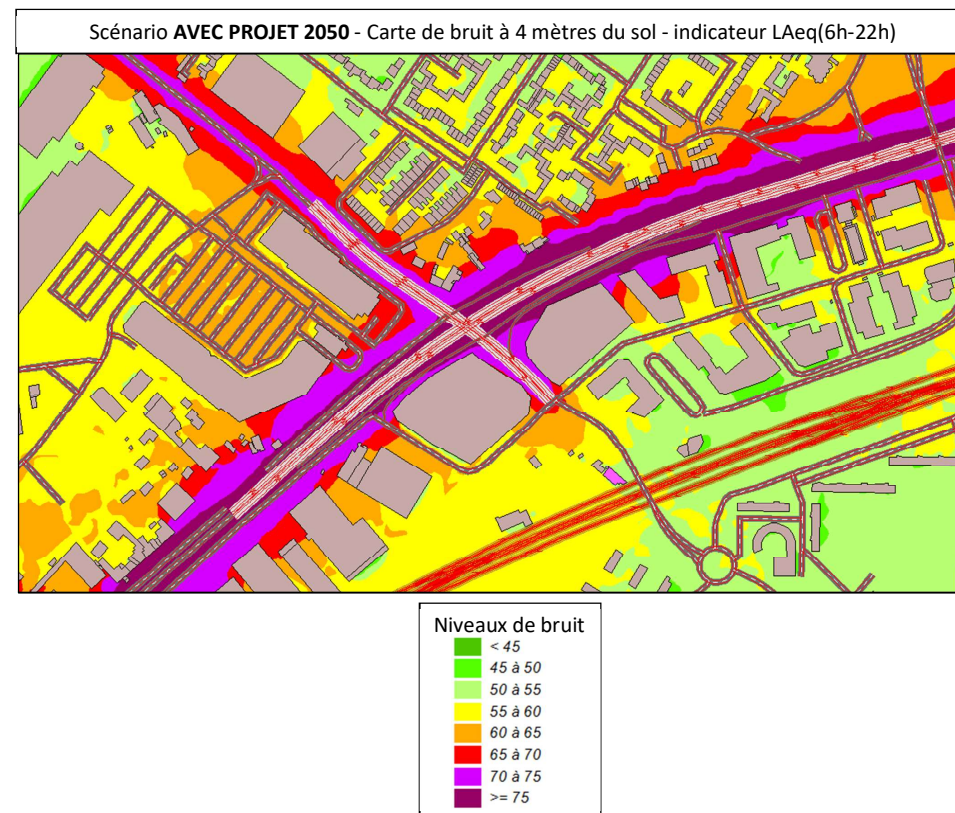 Scénario AVEC PROJET 2050 - Carte de bruit à 4 mètres du sol - indicateur LAeq(6h-22h)
Niveaux de bruit
< 45
45 à 50
50 à 55
55 à 60
60 à 65
65 à 70
70 à 75
>= 75